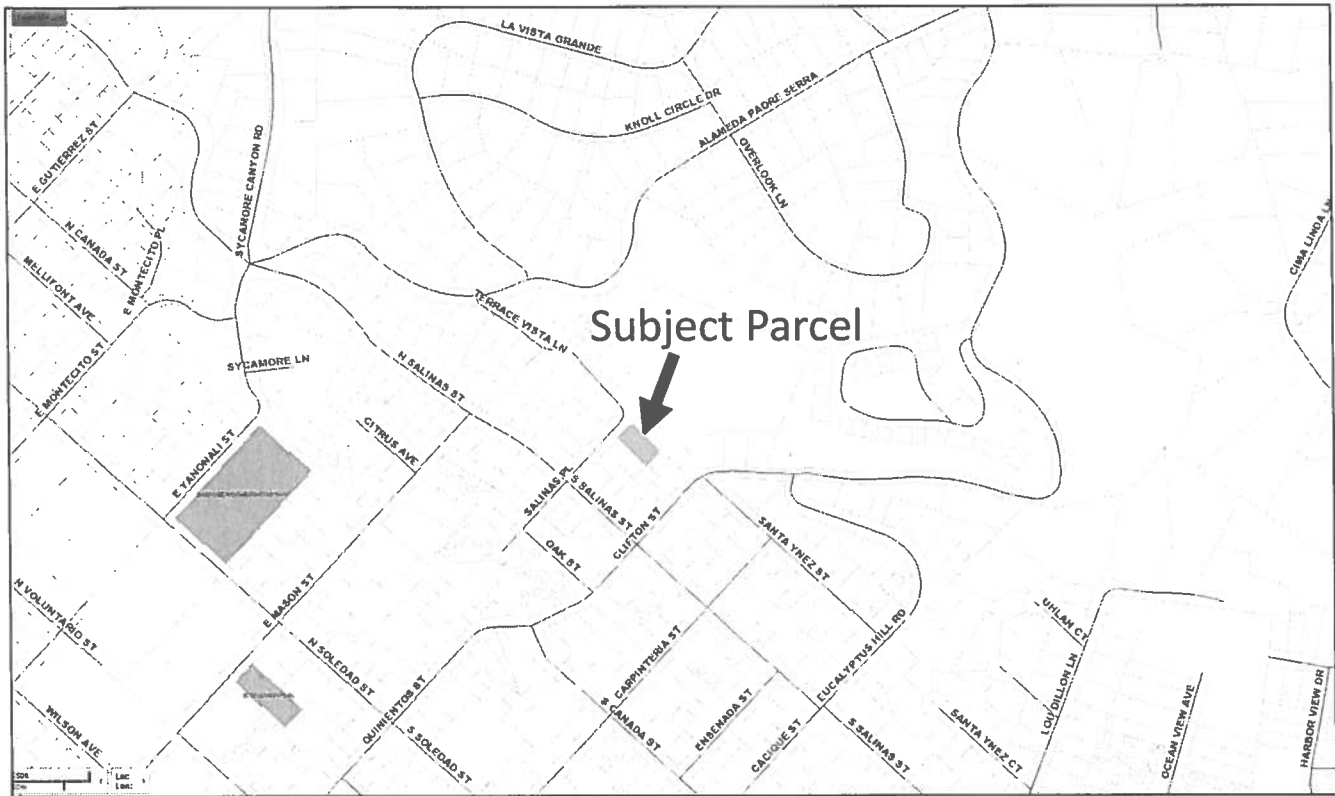 LA VISTA GRANDE
KNOLL CIRCLE DR
ALAMEDA PADRE SERRA
OVERLOOK LN
E GUTIERREZ ST
SYCAMORE CANYON RD
N CANADA ST
E MONTECITO PL
MELLIFONT AVE
CIMA LINDA LN
TERRACE VISTA LN
Subject Parcel
SYCAMORE LN
N SALINAS ST
E MONTECITO ST
CITRUS AVE
E YANONALI ST
SALINAS PL
S SALINAS ST
CLIFTON ST
OAK ST
SANTA YNEZ ST
N VOLUNTARIO ST
E MASON ST
N SOLEDAD ST
CARPINTERIA ST
EUCALYPTUS HILL RD
UHLAN CT
LOU DILLON LN
WILSON AVE
QUINIENTOS ST
S SOLEDAD ST
S CANADA ST
ENSENADA ST
CACIQUE ST
S SALINAS ST
SANTA YNEZ CT
OCEAN VIEW AVE
HARBOR VIEW DR
Lac
Lon: